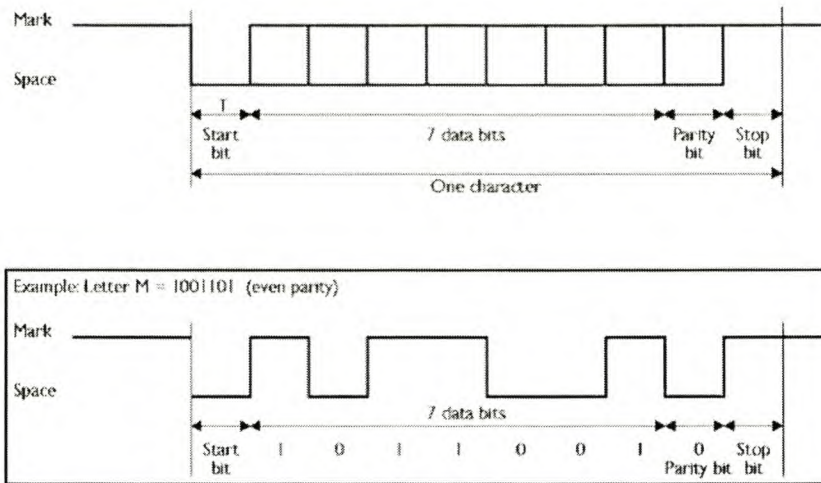 Mark
Space
T
Start bit
7 data bits
Parity bit
Stop bit
One character
Example: Letter M = 1001101 (even parity)
Mark
Space
7 data bits
Start bit
1 0 1 1 0 0 1 0
Parity bit
Stop bit